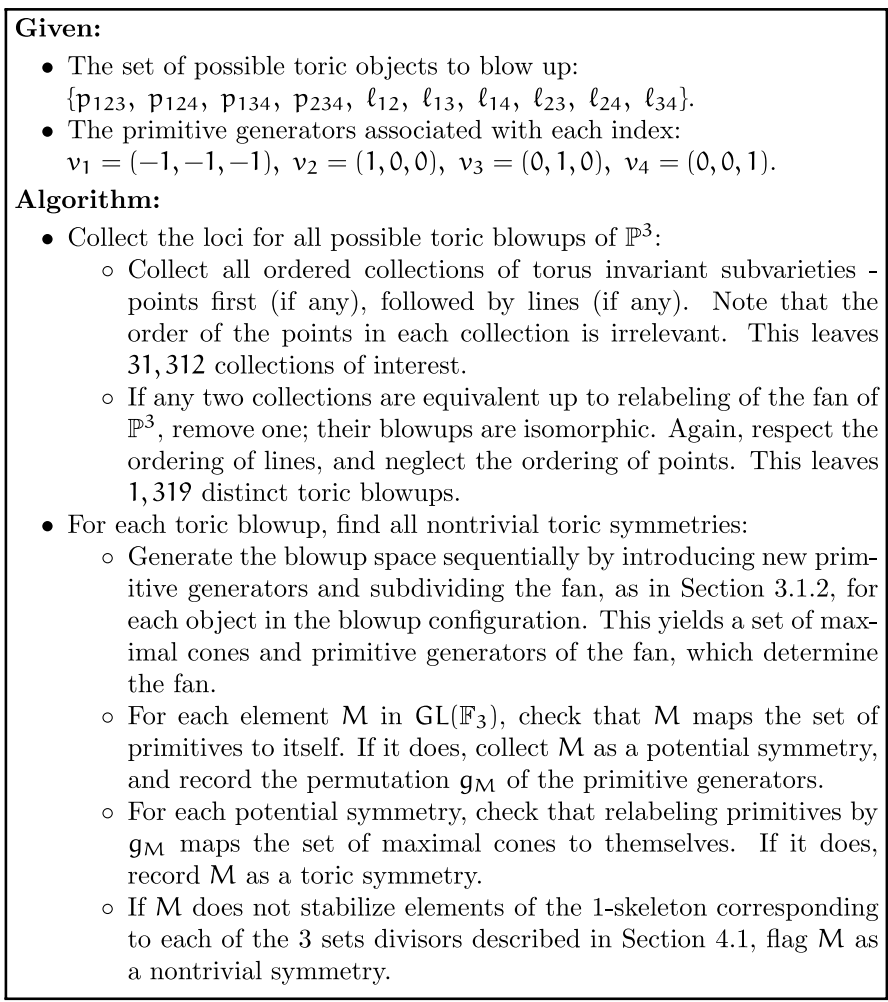 Given:
• The set of possible toric objects to blow up:
{p₁₂₃, p₁₂₄, p₁₃₄, p₂₃₄, ℓ₁₂, ℓ₁₃, ℓ₁₄, ℓ₂₃, ℓ₂₄, ℓ₃₄}.
• The primitive generators associated with each index:
v₁ = (−1, −1, −1), v₂ = (1, 0, 0), v₃ = (0, 1, 0), v₄ = (0, 0, 1).
Algorithm:
• Collect the loci for all possible toric blowups of ℙ³:
◦ Collect all ordered collections of torus invariant subvarieties -
points first (if any), followed by lines (if any). Note that the
order of the points in each collection is irrelevant. This leaves
31,312 collections of interest.
◦ If any two collections are equivalent up to relabeling of the fan of
ℙ³, remove one; their blowups are isomorphic. Again, respect the
ordering of lines, and neglect the ordering of points. This leaves
1,319 distinct toric blowups.
• For each toric blowup, find all nontrivial toric symmetries:
◦ Generate the blowup space sequentially by introducing new prim-
itive generators and subdividing the fan, as in Section 3.1.2, for
each object in the blowup configuration. This yields a set of max-
imal cones and primitive generators of the fan, which determine
the fan.
◦ For each element M in GL(𝔽₃), check that M maps the set of
primitives to itself. If it does, collect M as a potential symmetry,
and record the permutation g_M of the primitive generators.
◦ For each potential symmetry, check that relabeling primitives by
g_M maps the set of maximal cones to themselves. If it does,
record M as a toric symmetry.
◦ If M does not stabilize elements of the 1-skeleton corresponding
to each of the 3 sets divisors described in Section 4.1, flag M as
a nontrivial symmetry.